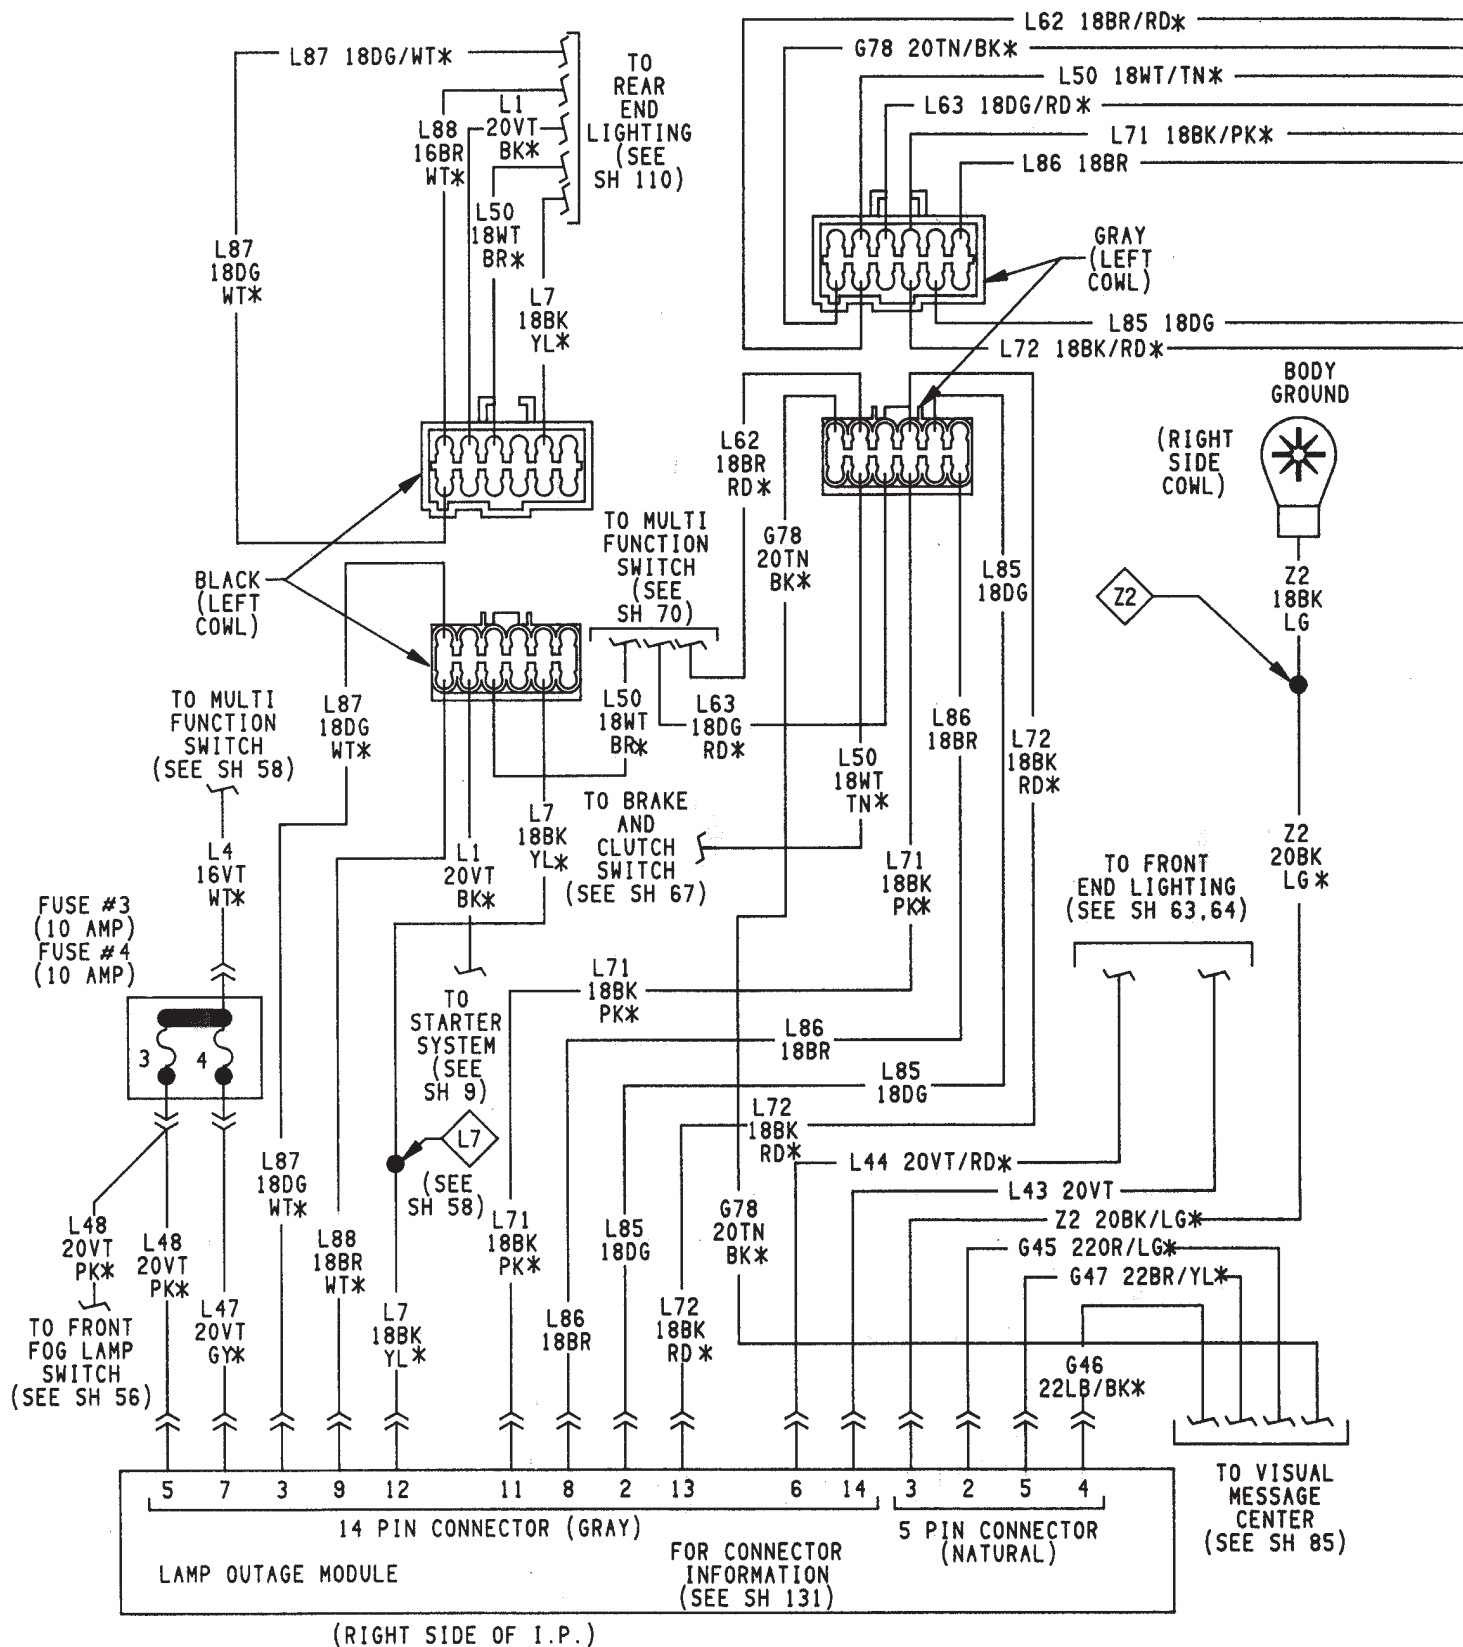 L62 18BR/RD*
G78 20TN/BK*
L50 18WT/TN*
L63 18DG/RD*
L71 18BK/PK*
L86 18BR
L87 18DG/WT*
TO
REAR
END
LIGHTING
(SEE
SH 110)
L88
16BR
WT*
L1
20VT
BK*
L50
18WT
BR*
L87
18DG
WT*
L7
18BK
YL*
GRAY
(LEFT
COWL)
L85 18DG
L72 18BK/RD*
BODY
GROUND
(RIGHT
SIDE
COWL)
L62
18BR
RD*
G78
20TN
BK*
L85
18DG
Z2
18BK
LG
Z2
BLACK
(LEFT
COWL)
TO MULTI
FUNCTION
SWITCH
(SEE
SH 70)
TO MULTI
FUNCTION
SWITCH
(SEE SH 58)
L87
18DG
WT*
L50
18WT
BR*
L63
18DG
RD*
L86
18BR
L72
18BK
RD*
L50
18WT
TN*
L4
16VT
WT*
L1
20VT
BK*
L7
18BK
YL*
TO BRAKE
AND
CLUTCH
SWITCH
(SEE SH 67)
L71
18BK
PK*
TO FRONT
END LIGHTING
(SEE SH 63,64)
Z2
20BK
LG*
FUSE #3
(10 AMP)
FUSE #4
(10 AMP)
3
4
TO
STARTER
SYSTEM
(SEE
SH 9)
L71
18BK
PK*
L86
18BR
L85
18DG
L72
18BK
RD*
L7
(SEE
SH 58)
L44 20VT/RD*
L43 20VT
Z2 20BK/LG*
G45 22OR/LG*
G47 22BR/YL*
G46
22LB/BK*
L48
20VT
PK*
L48
20VT
PK*
L47
20VT
GY*
L87
18DG
WT*
L88
18BR
WT*
L7
18BK
YL*
L71
18BK
PK*
L86
18BR
L85
18DG
L72
18BK
RD*
G78
20TN
BK*
TO FRONT
FOG LAMP
SWITCH
(SEE SH 56)
5 7 3 9 12 11 8 2 13 6 14 3 2 5 4
14 PIN CONNECTOR (GRAY)
5 PIN CONNECTOR
(NATURAL)
TO VISUAL
MESSAGE
CENTER
(SEE SH 85)
LAMP OUTAGE MODULE
FOR CONNECTOR
INFORMATION
(SEE SH 131)
(RIGHT SIDE OF I.P.)